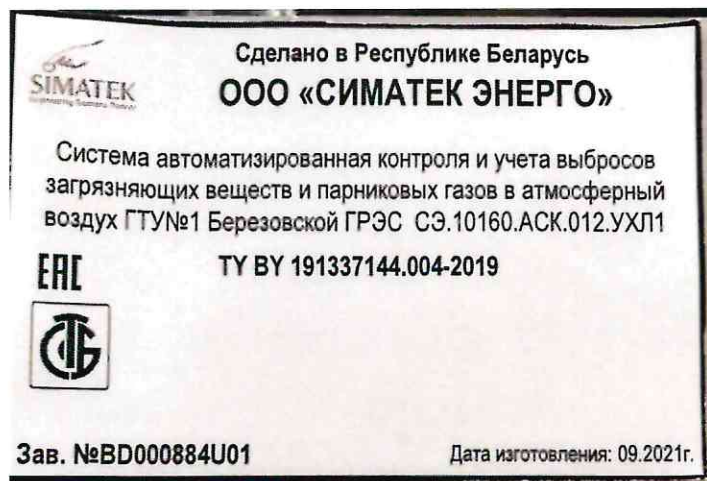 Сделано в Республике Беларусь
SIMATEK
ООО «СИМАТЕК ЭНЕРГО»
Система автоматизированная контроля и учета выбросов
загрязняющих веществ и парниковых газов в атмосферный
воздух ГТУ№1 Березовской ГРЭС СЭ.10160.АСК.012.УХЛ1
ЕАС
ТУ BY 191337144.004-2019
СТБ
Зав. №BD000884U01
Дата изготовления: 09.2021г.